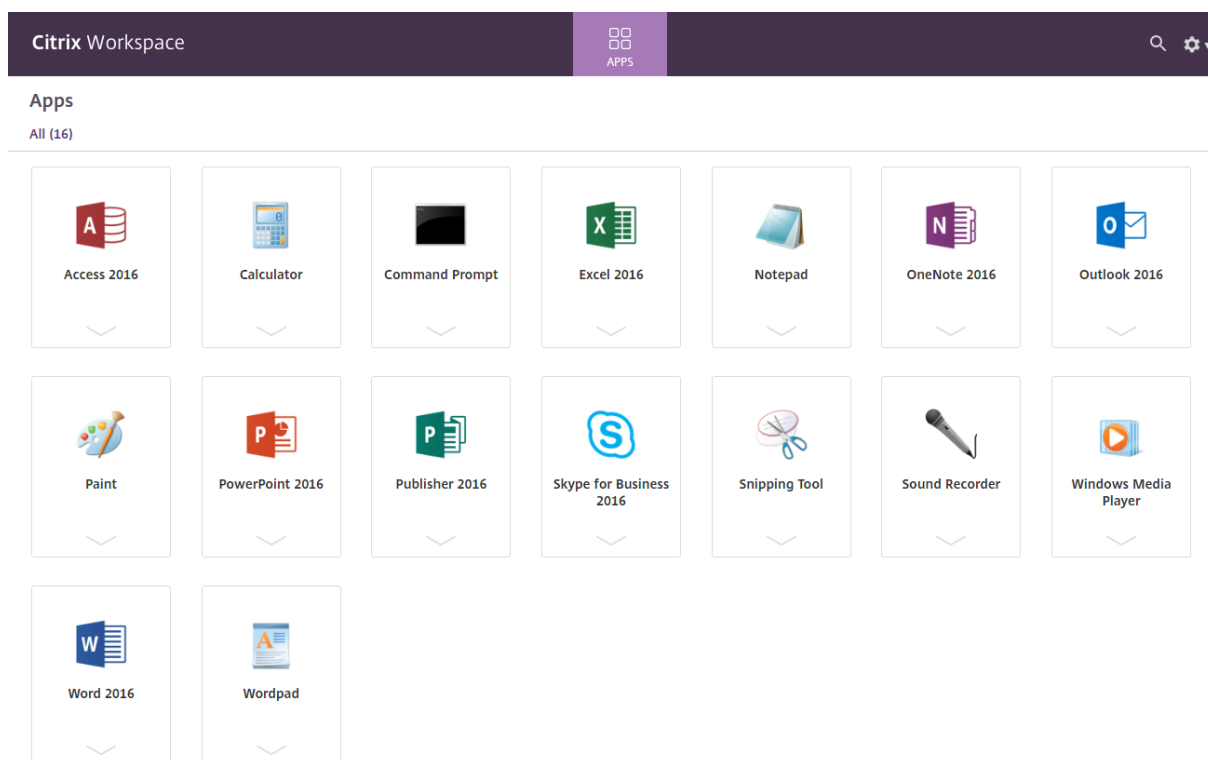 Citrix Workspace
APPS
Apps
All (16)
Access 2016
Calculator
Command Prompt
Excel 2016
Notepad
OneNote 2016
Outlook 2016
Paint
PowerPoint 2016
Publisher 2016
Skype for Business
2016
Snipping Tool
Sound Recorder
Windows Media
Player
Word 2016
Wordpad